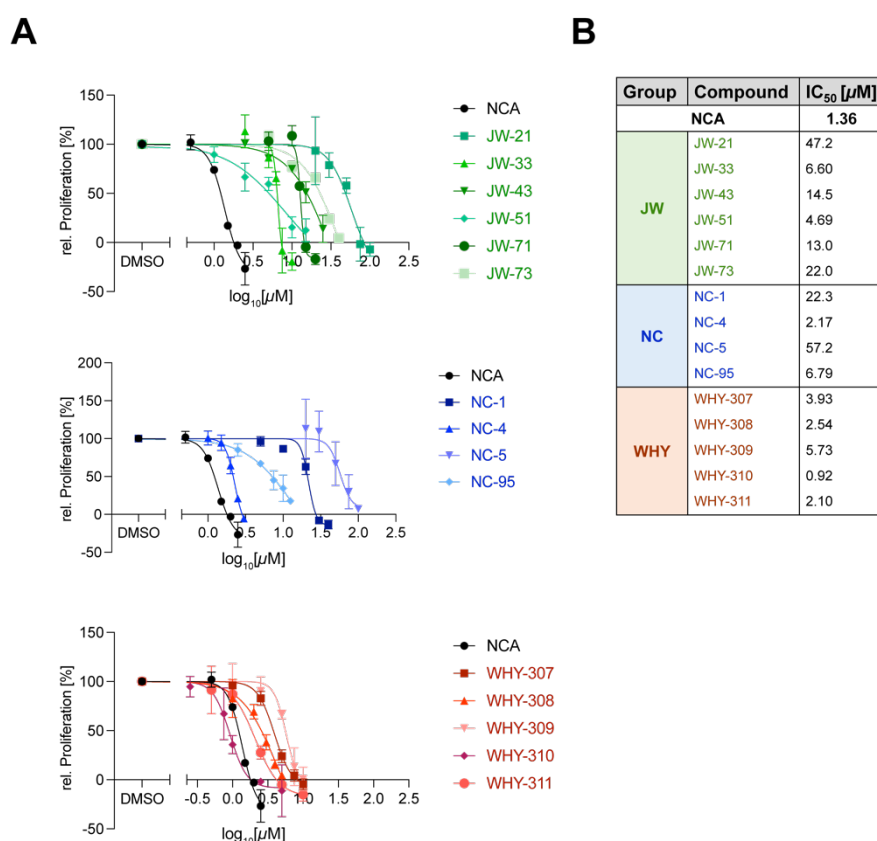 A
rel. Proliferation [%]
150
100
50
0
-50
DMSO
0.0 0.5 1.0 1.5 2.0 2.5
log10[µM]
NCA
JW-21
JW-33
JW-43
JW-51
JW-71
JW-73
rel. Proliferation [%]
200
150
100
50
0
-50
DMSO
0.0 0.5 1.0 1.5 2.0 2.5
log10[µM]
NCA
NC-1
NC-4
NC-5
NC-95
rel. Proliferation [%]
150
100
50
0
-50
DMSO
-0.5 0.0 0.5 1.0 1.5 2.0 2.5
log10[µM]
NCA
WHY-307
WHY-308
WHY-309
WHY-310
WHY-311
B
Group Compound IC50 [µM]
NCA 1.36
JW
JW-21 47.2
JW-33 6.60
JW-43 14.5
JW-51 4.69
JW-71 13.0
JW-73 22.0
NC
NC-1 22.3
NC-4 2.17
NC-5 57.2
NC-95 6.79
WHY
WHY-307 3.93
WHY-308 2.54
WHY-309 5.73
WHY-310 0.92
WHY-311 2.10